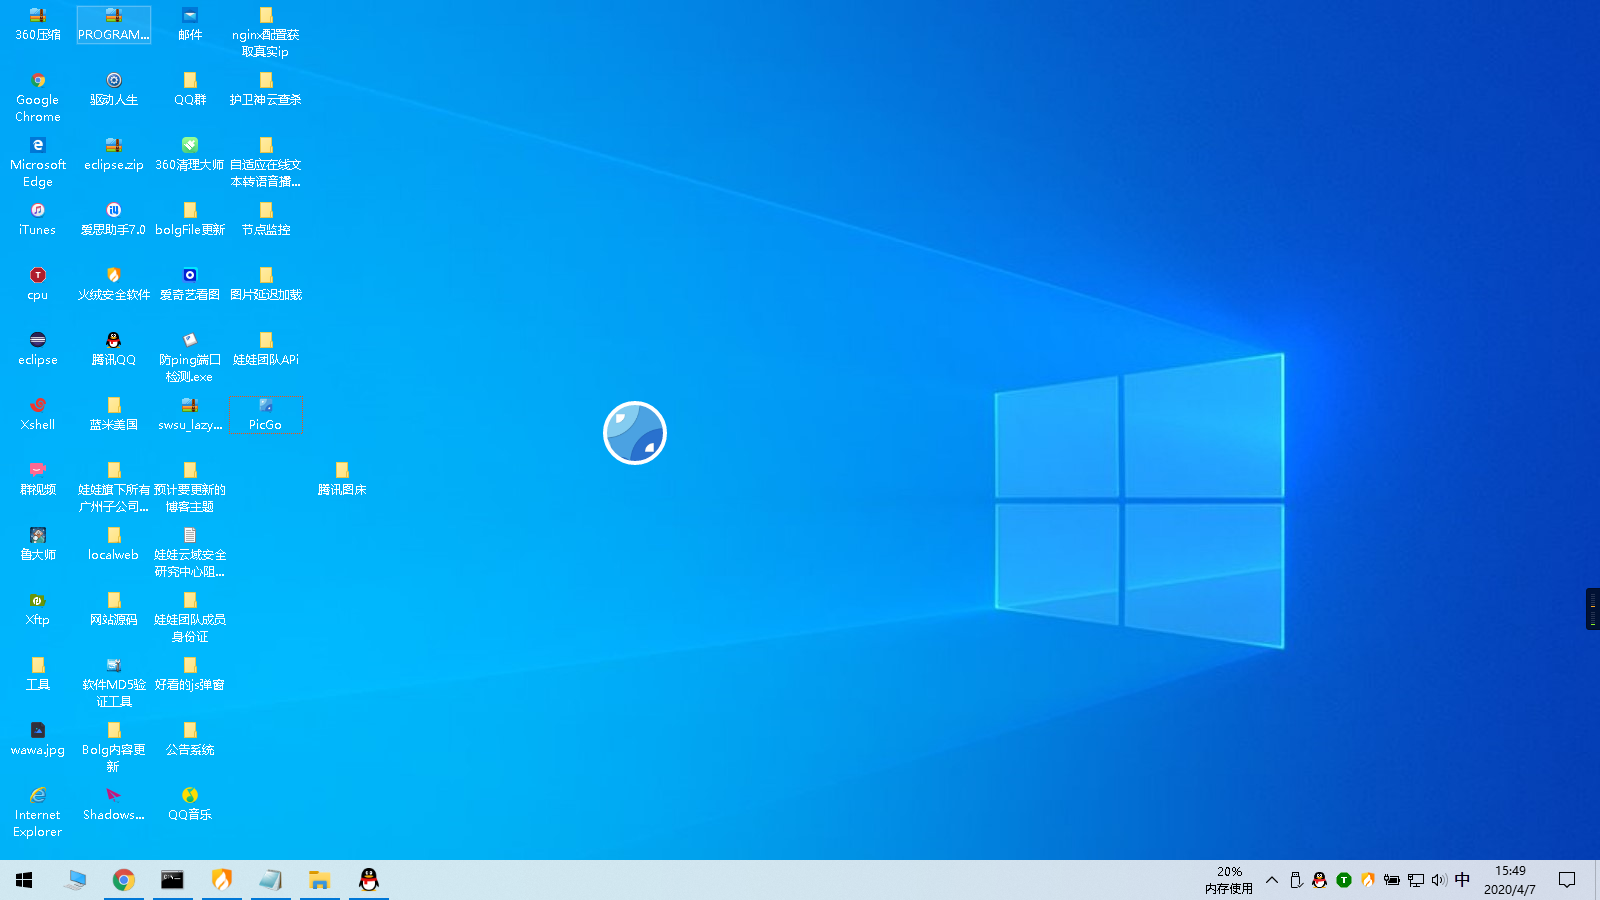 360压缩
PROGRAM...
邮件
nginx配置获
取真实ip
Google
Chrome
驱动人生
QQ群
护卫神云查杀
Microsoft
Edge
eclipse.zip
360清理大师
自适应在线文
本转语音播...
iTunes
爱思助手7.0
bolgFile更新
节点监控
cpu
火绒安全软件
爱奇艺看图
图片延迟加载
eclipse
腾讯QQ
防ping端口
检测.exe
娃娃团队APi
Xshell
蓝米美国
swsu_lazy...
PicGo
群视频
娃娃旗下所有
广州子公司...
预计要更新的
博客主题
腾讯图床
鲁大师
localweb
娃娃云域安全
研究中心阻...
Xftp
网站源码
娃娃团队成员
身份证
工具
软件MD5验
证工具
好看的js弹窗
wawa.jpg
Bolg内容更
新
公告系统
Internet
Explorer
Shadows...
QQ音乐
20%
内存使用
中
15:49
2020/4/7